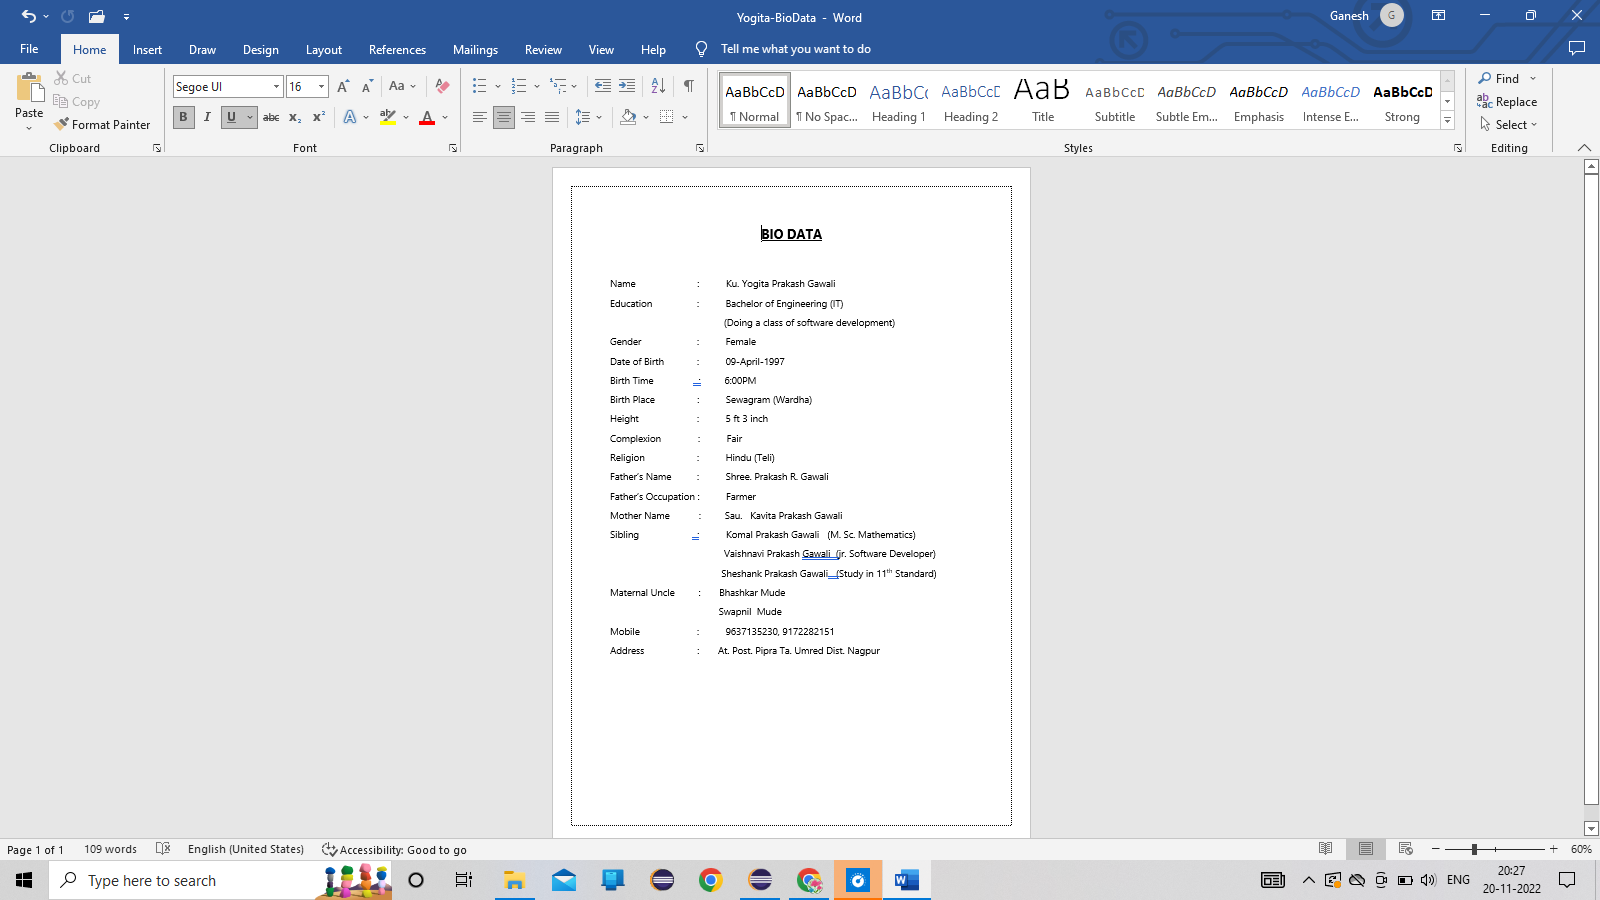 Yogita-BioData - Word
Ganesh G
File Home Insert Draw Design Layout References Mailings Review View Help Tell me what you want to do
Paste
Cut
Copy
Format Painter
Clipboard
Segoe UI 16
Font
Paragraph
AaBbCcD ¶ Normal
AaBbCcD ¶ No Spac...
AaBbCc Heading 1
AaBbCcD Heading 2
AaB Title
AaBbCcD Subtitle
AaBbCcD Subtle Em...
AaBbCcD Emphasis
AaBbCcD Intense E...
AaBbCcD Strong
Styles
Find
Replace
Select
Editing
BIO DATA
Name : Ku. Yogita Prakash Gawali
Education : Bachelor of Engineering (IT)
(Doing a class of software development)
Gender : Female
Date of Birth : 09-April-1997
Birth Time : 6:00PM
Birth Place : Sewagram (Wardha)
Height : 5 ft 3 inch
Complexion : Fair
Religion : Hindu (Teli)
Father's Name : Shree. Prakash R. Gawali
Father's Occupation : Farmer
Mother Name : Sau. Kavita Prakash Gawali
Sibling : Komal Prakash Gawali (M. Sc. Mathematics)
Vaishnavi Prakash Gawali (jr. Software Developer)
Sheshank Prakash Gawali (Study in 11th Standard)
Maternal Uncle : Bhashkar Mude
Swapnil Mude
Mobile : 9637135230, 9172282151
Address : At. Post. Pipra Ta. Umred Dist. Nagpur
Page 1 of 1 109 words English (United States) Accessibility: Good to go 60%
Type here to search
ENG
20:27
20-11-2022